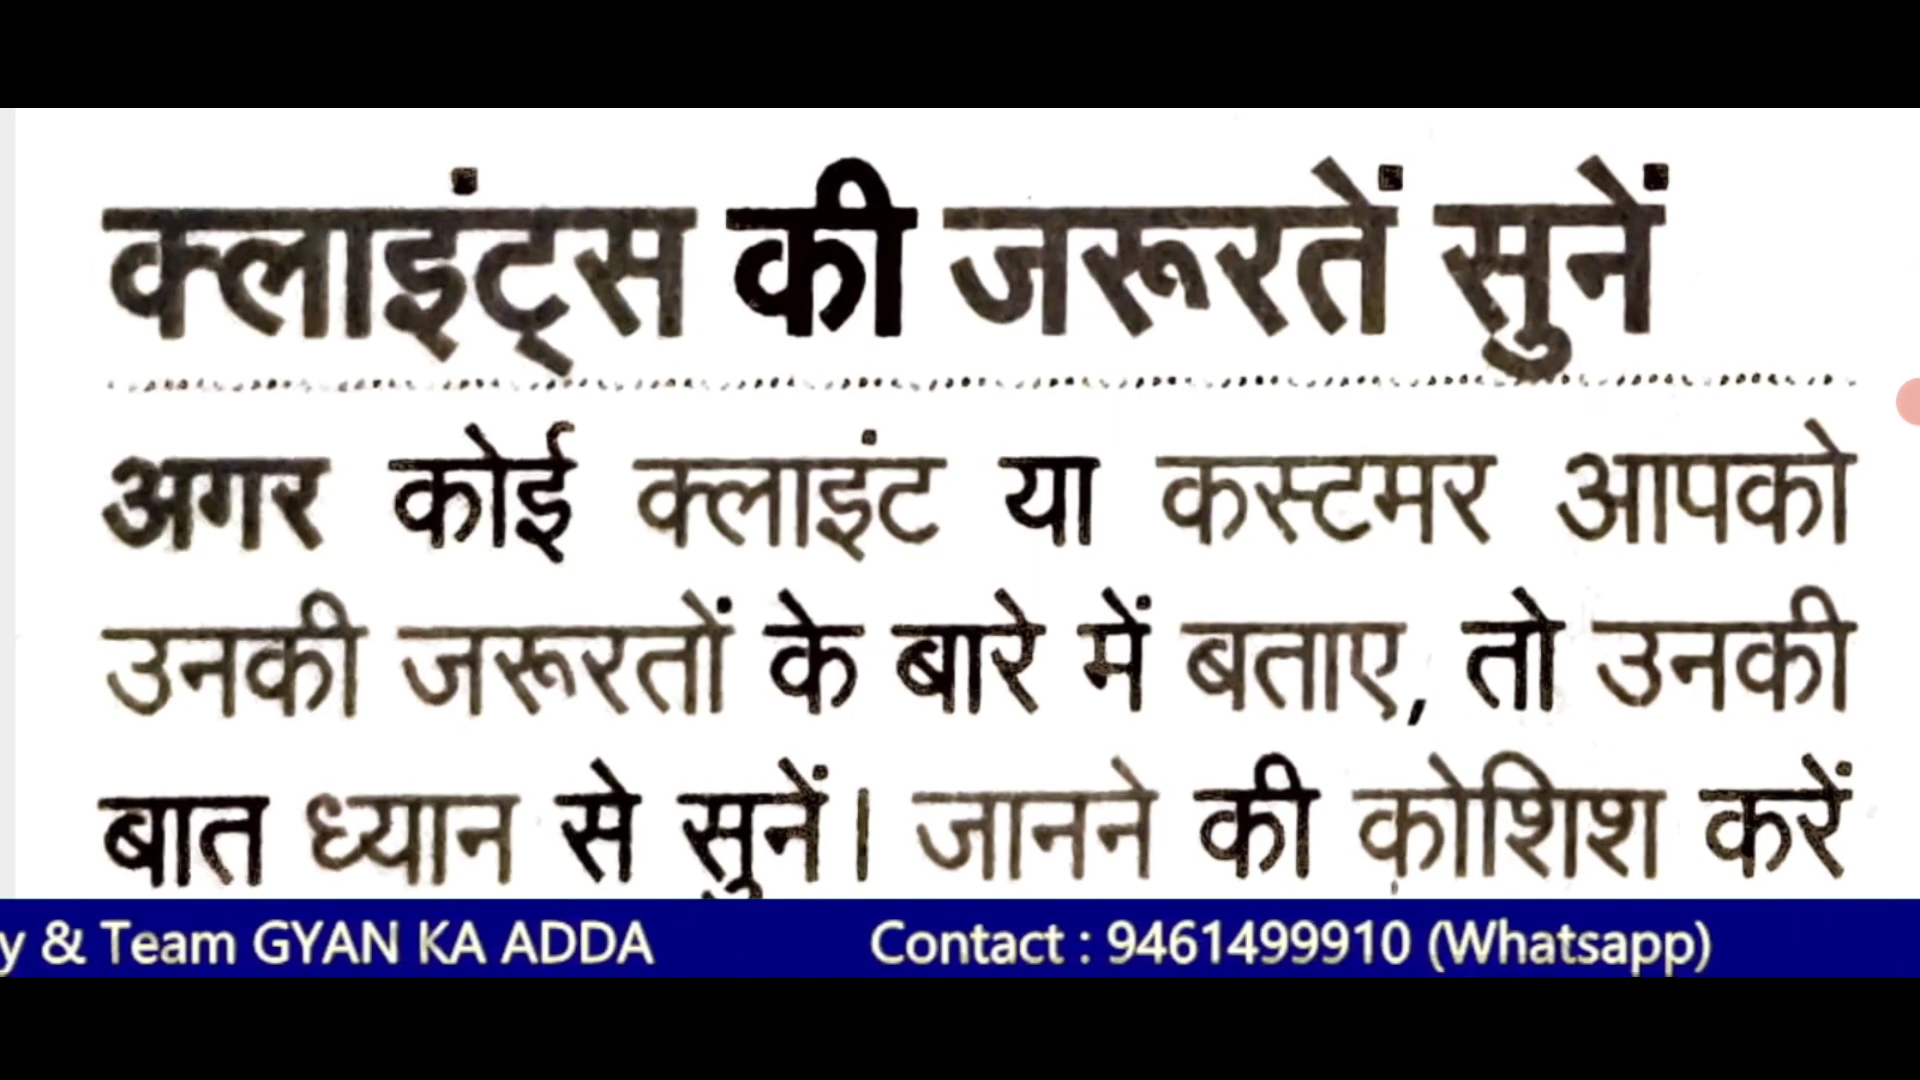 क्लाइंट्स की जरूरतें सुनें
अगर कोई क्लाइंट या कस्टमर आपको
उनकी जरूरतों के बारे में बताए, तो उनकी
बात ध्यान से सुनें। जानने की कोशिश करें
y & Team GYAN KA ADDA Contact : 9461499910 (Whatsapp)